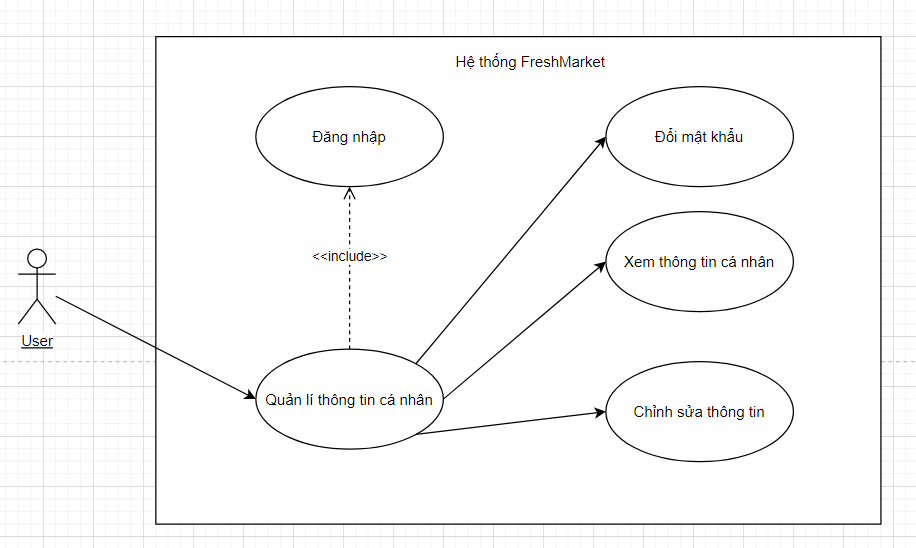 Hệ thống FreshMarket
Đăng nhập
Đổi mật khẩu
<<include>>
Xem thông tin cá nhân
User
Quản lí thông tin cá nhân
Chỉnh sửa thông tin